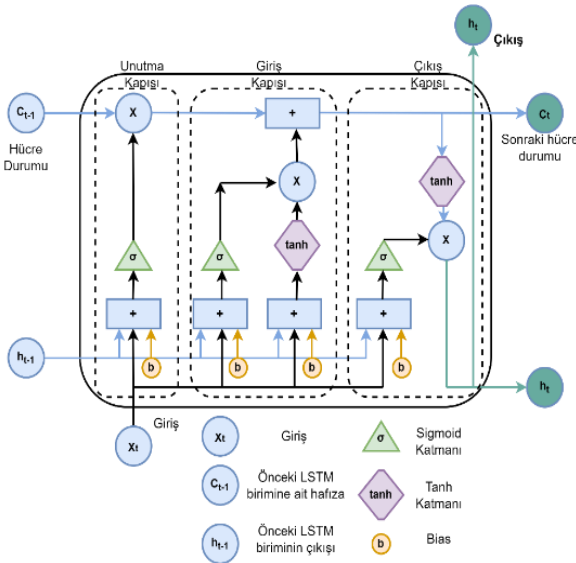 hₜ
Çıkış
Unutma
Kapısı
Giriş
Kapısı
Çıkış
Kapısı
Cₜ₋₁
X
+
Cₜ
Hücre
Durumu
Sonraki hücre
durumu
tanh
X
X
σ
σ
tanh
σ
+
+
+
+
hₜ₋₁
b
b
b
b
hₜ
Giriş
Xₜ
Xₜ
Giriş
σ
Sigmoid
Katmanı
Cₜ₋₁
Önceki LSTM
birimine ait hafıza
tanh
Tanh
Katmanı
hₜ₋₁
Önceki LSTM
biriminin çıkışı
b
Bias